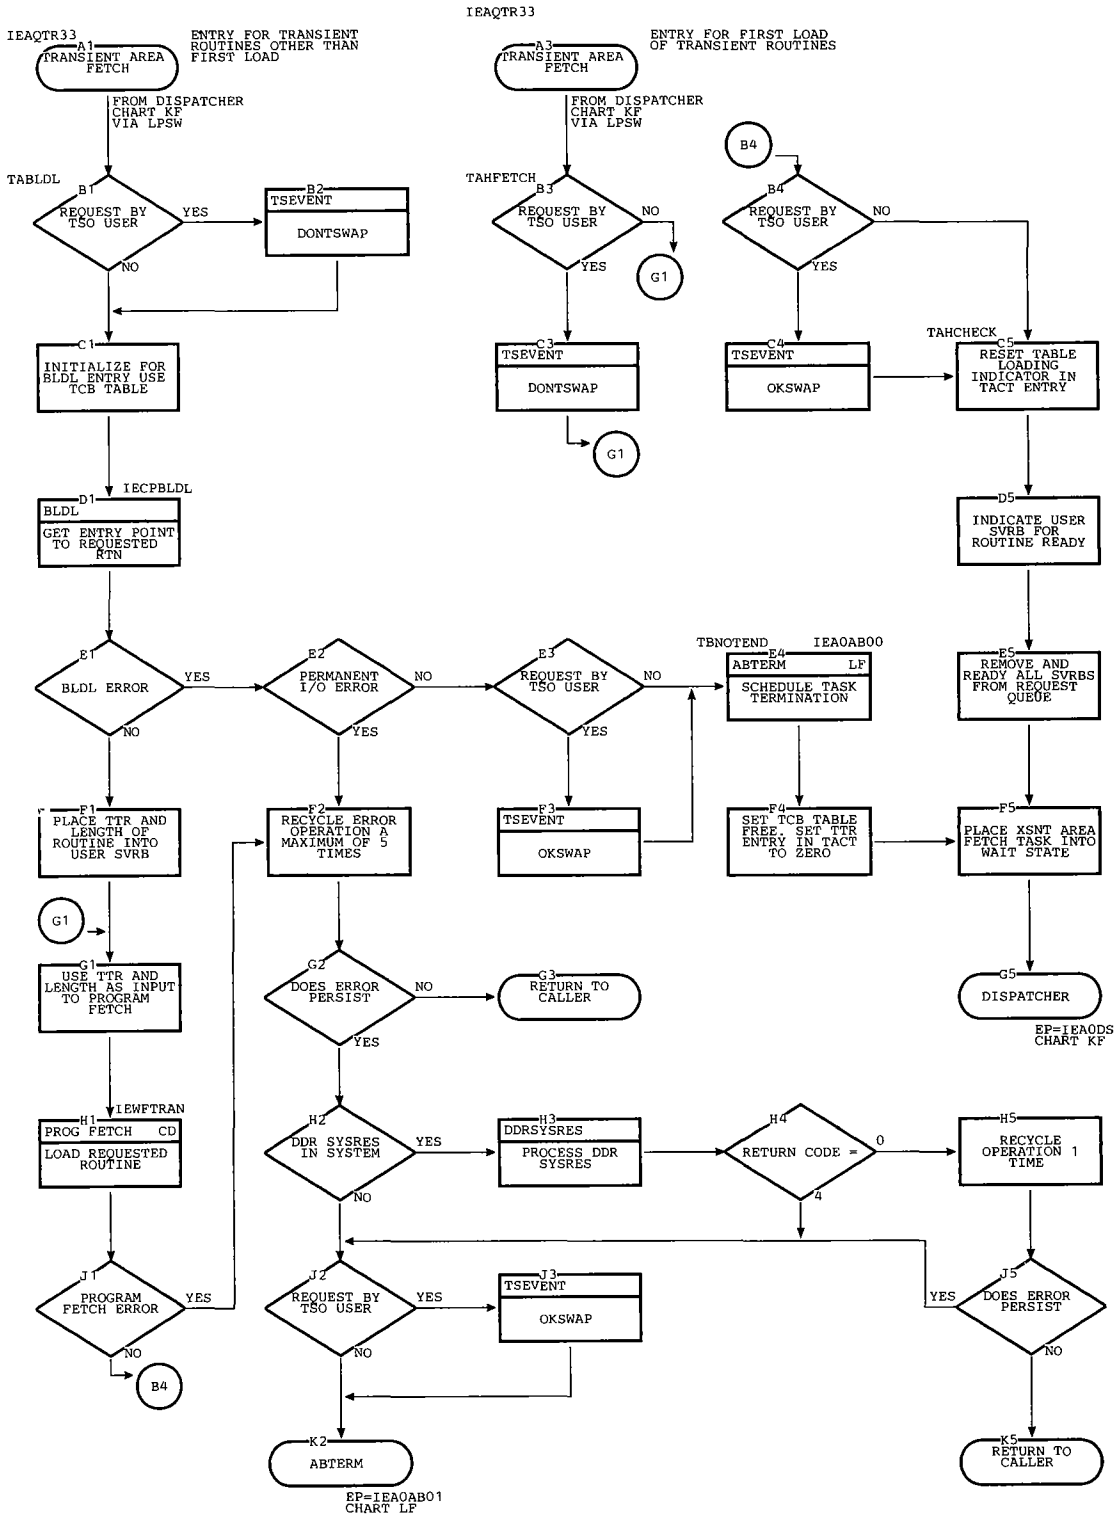 IEAQTR33
IEAQTR33
A1
TRANSIENT AREA
FETCH
ENTRY FOR TRANSIENT
ROUTINES OTHER THAN
FIRST LOAD
A3
TRANSIENT AREA
FETCH
ENTRY FOR FIRST LOAD
OF TRANSIENT ROUTINES
FROM DISPATCHER
CHART KF
VIA LPSW
FROM DISPATCHER
CHART KF
VIA LPSW
B4
TABLDL
B1
REQUEST BY
TSO USER
YES
NO
B2
TSEVENT
DONTSWAP
TAHFETCH
B3
REQUEST BY
TSO USER
NO
YES
G1
B4
REQUEST BY
TSO USER
NO
YES
C1
INITIALIZE FOR
BLDL ENTRY USE
TCB TABLE
C3
TSEVENT
DONTSWAP
G1
C4
TSEVENT
OKSWAP
TAHCHECK
C5
RESET TABLE
LOADING
INDICATOR IN
TACT ENTRY
IECPBLDL
D1
BLDL
GET ENTRY POINT
TO REQUESTED
RTN
D5
INDICATE USER
SVRB FOR
ROUTINE READY
E1
BLDL ERROR
YES
NO
E2
PERMANENT
I/O ERROR
NO
YES
E3
REQUEST BY
TSO USER
NO
YES
TBNOTEND
IEA0AB00
E4
ABTERM LF
SCHEDULE TASK
TERMINATION
E5
REMOVE AND
READY ALL SVRBS
FROM REQUEST
QUEUE
F1
PLACE TTR AND
LENGTH OF
ROUTINE INTO
USER SVRB
F2
RECYCLE ERROR
OPERATION A
MAXIMUM OF 5
TIMES
F3
TSEVENT
OKSWAP
F4
SET TCB TABLE
FREE. SET TTR
ENTRY IN TACT
TO ZERO
F5
PLACE XSNT AREA
FETCH TASK INTO
WAIT STATE
G1
G1
USE TTR AND
LENGTH AS INPUT
TO PROGRAM
FETCH
G2
DOES ERROR
PERSIST
NO
YES
G3
RETURN TO
CALLER
G5
DISPATCHER
EP=IEA0DS
CHART KF
IEWFTRAN
H1
PROG FETCH CD
LOAD REQUESTED
ROUTINE
H2
DDR SYSRES
IN SYSTEM
YES
NO
H3
DDRSYSRES
PROCESS DDR
SYSRES
H4
RETURN CODE =
0
4
H5
RECYCLE
OPERATION 1
TIME
J1
PROGRAM
FETCH ERROR
YES
NO
B4
J2
REQUEST BY
TSO USER
YES
NO
J3
TSEVENT
OKSWAP
J5
DOES ERROR
PERSIST
YES
NO
K2
ABTERM
EP=IEA0AB01
CHART LF
K5
RETURN TO
CALLER